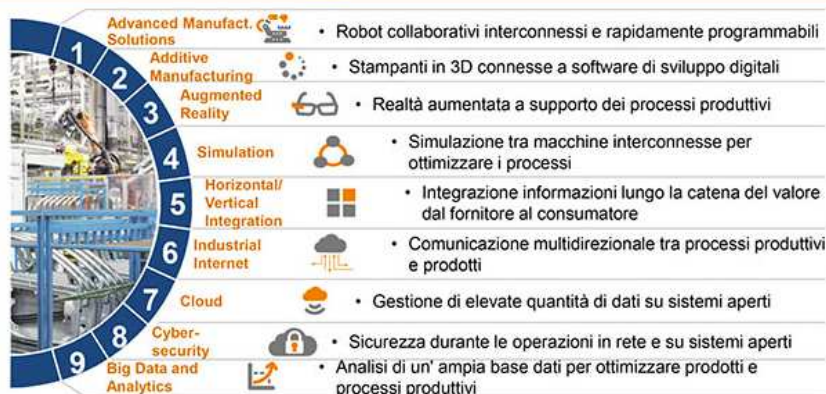 1
Advanced Manufact.
Solutions
• Robot collaborativi interconnessi e rapidamente programmabili
2
Additive
Manufacturing
• Stampanti in 3D connesse a software di sviluppo digitali
3
Augmented
Reality
• Realtà aumentata a supporto dei processi produttivi
4
Simulation
• Simulazione tra macchine interconnesse per
ottimizzare i processi
5
Horizontal/
Vertical
Integration
• Integrazione informazioni lungo la catena del valore
dal fornitore al consumatore
6
Industrial
Internet
• Comunicazione multidirezionale tra processi produttivi
e prodotti
7
Cloud
• Gestione di elevate quantità di dati su sistemi aperti
8
Cyber-
security
• Sicurezza durante le operazioni in rete e su sistemi aperti
9
Big Data and
Analytics
• Analisi di un' ampia base dati per ottimizzare prodotti e
processi produttivi